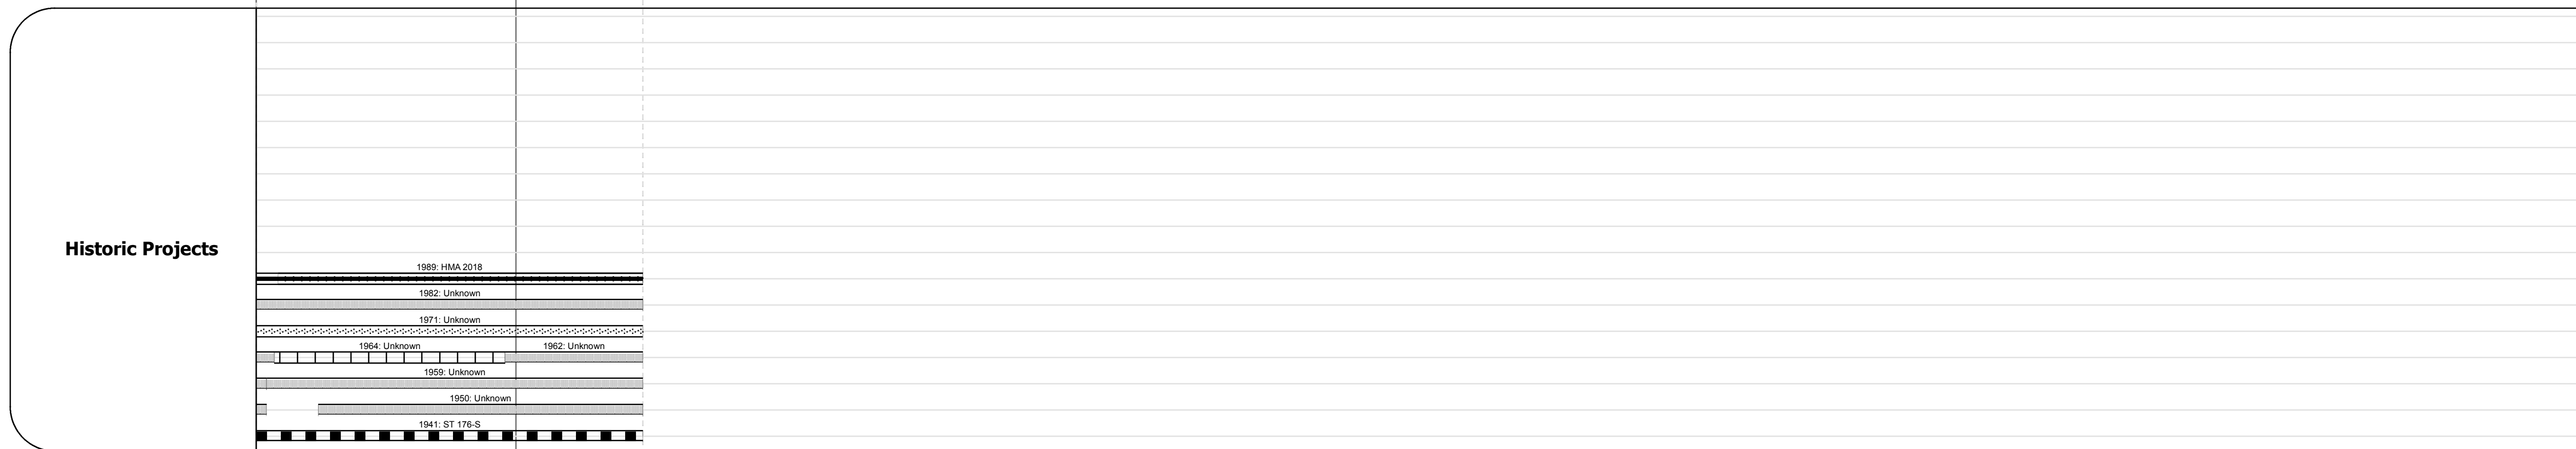 Historic Projects
1989: HMA 2018
1982: Unknown
1971: Unknown
1964: Unknown
1962: Unknown
1959: Unknown
1950: Unknown
1941: ST 176-S